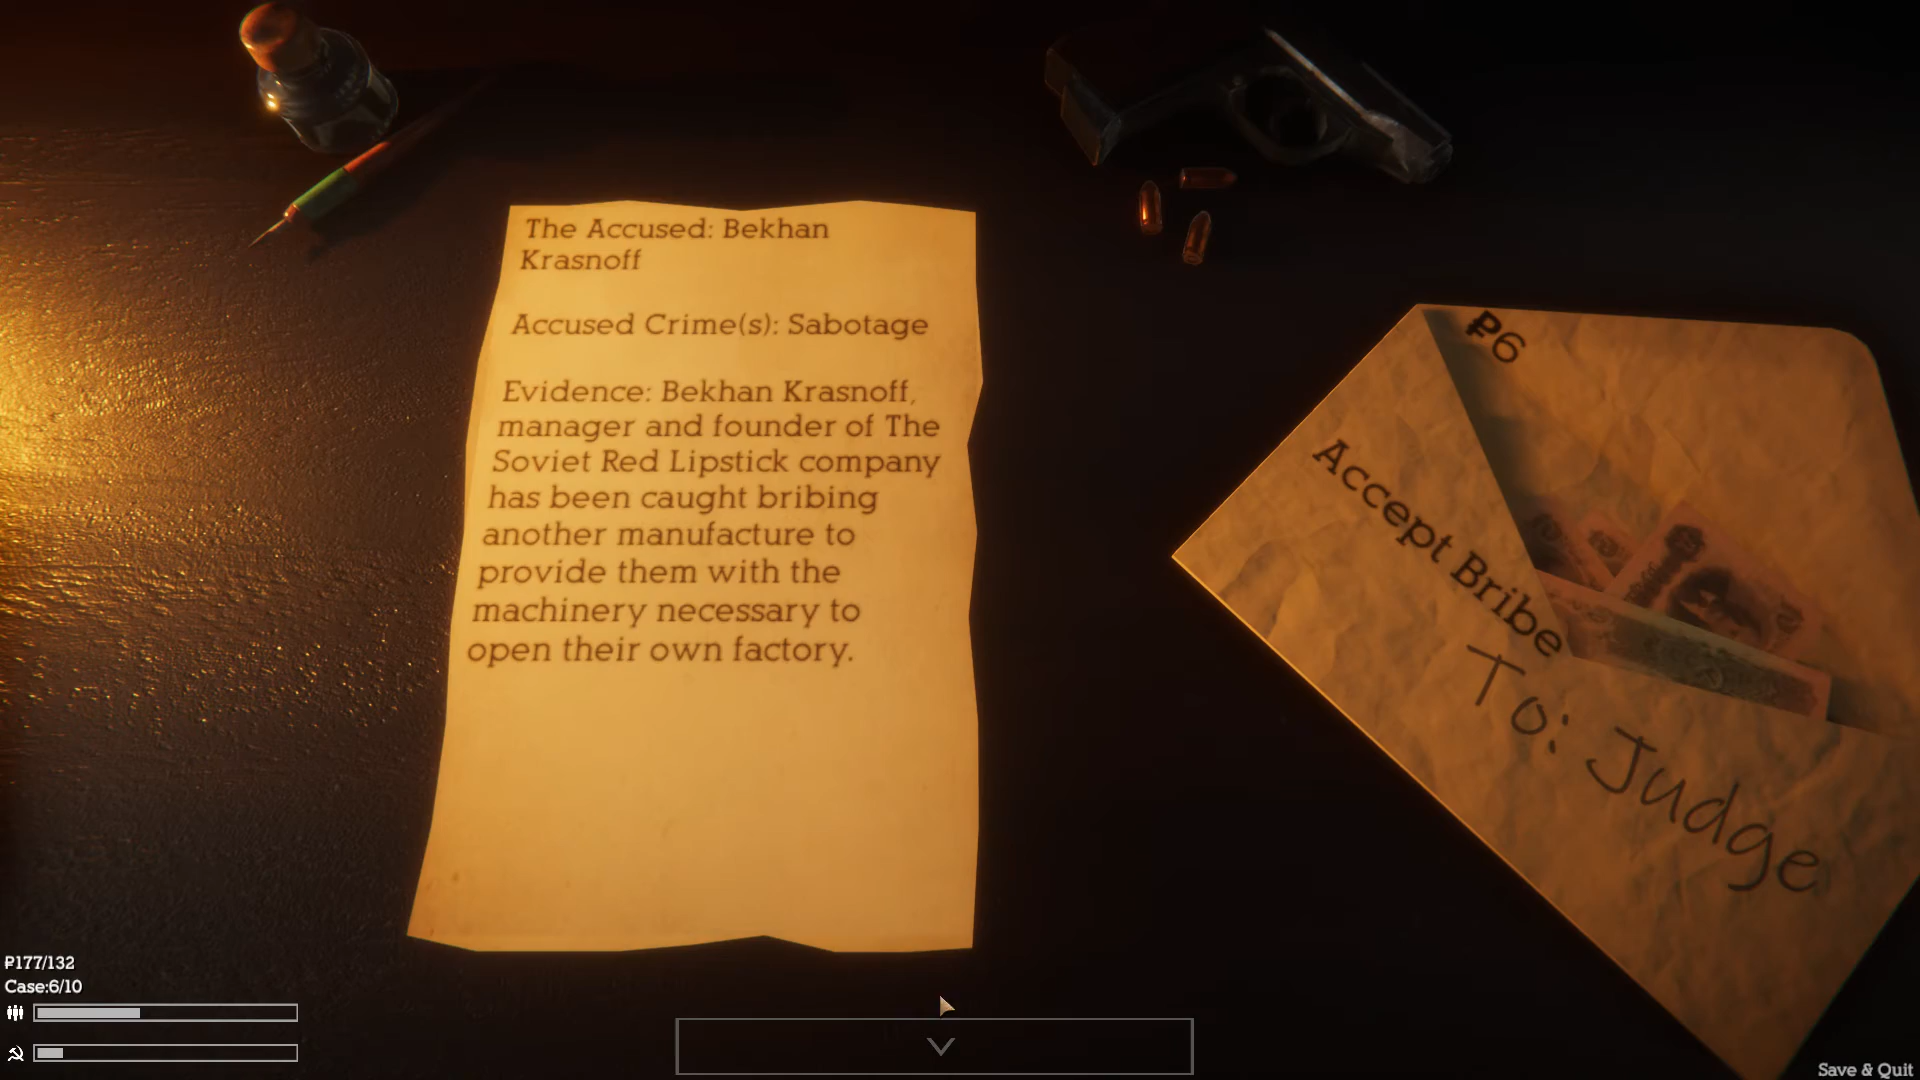 The Accused: Bekhan
Krasnoff
Accused Crime(s): Sabotage
Evidence: Bekhan Krasnoff,
manager and founder of The
Soviet Red Lipstick company
has been caught bribing
another manufacture to
provide them with the
machinery necessary to
open their own factory.
₽6
Accept Bribe
To: Judge
₽177/132
Case:6/10
Save & Quit